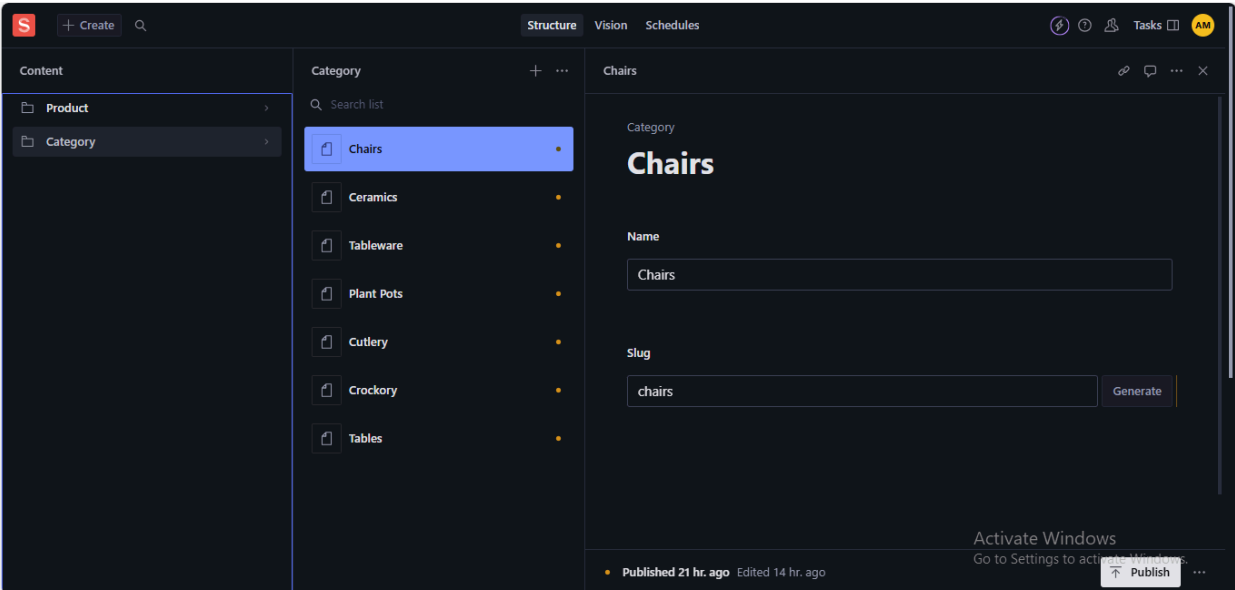 S + Create Structure Vision Schedules Tasks AM
Content
Product
Category
Category
Search list
Chairs
Ceramics
Tableware
Plant Pots
Cutlery
Crockory
Tables
Chairs
Category
Chairs
Name
Chairs
Slug
chairs Generate
Activate Windows
Go to Settings to activate Windows.
Published 21 hr. ago Edited 14 hr. ago Publish